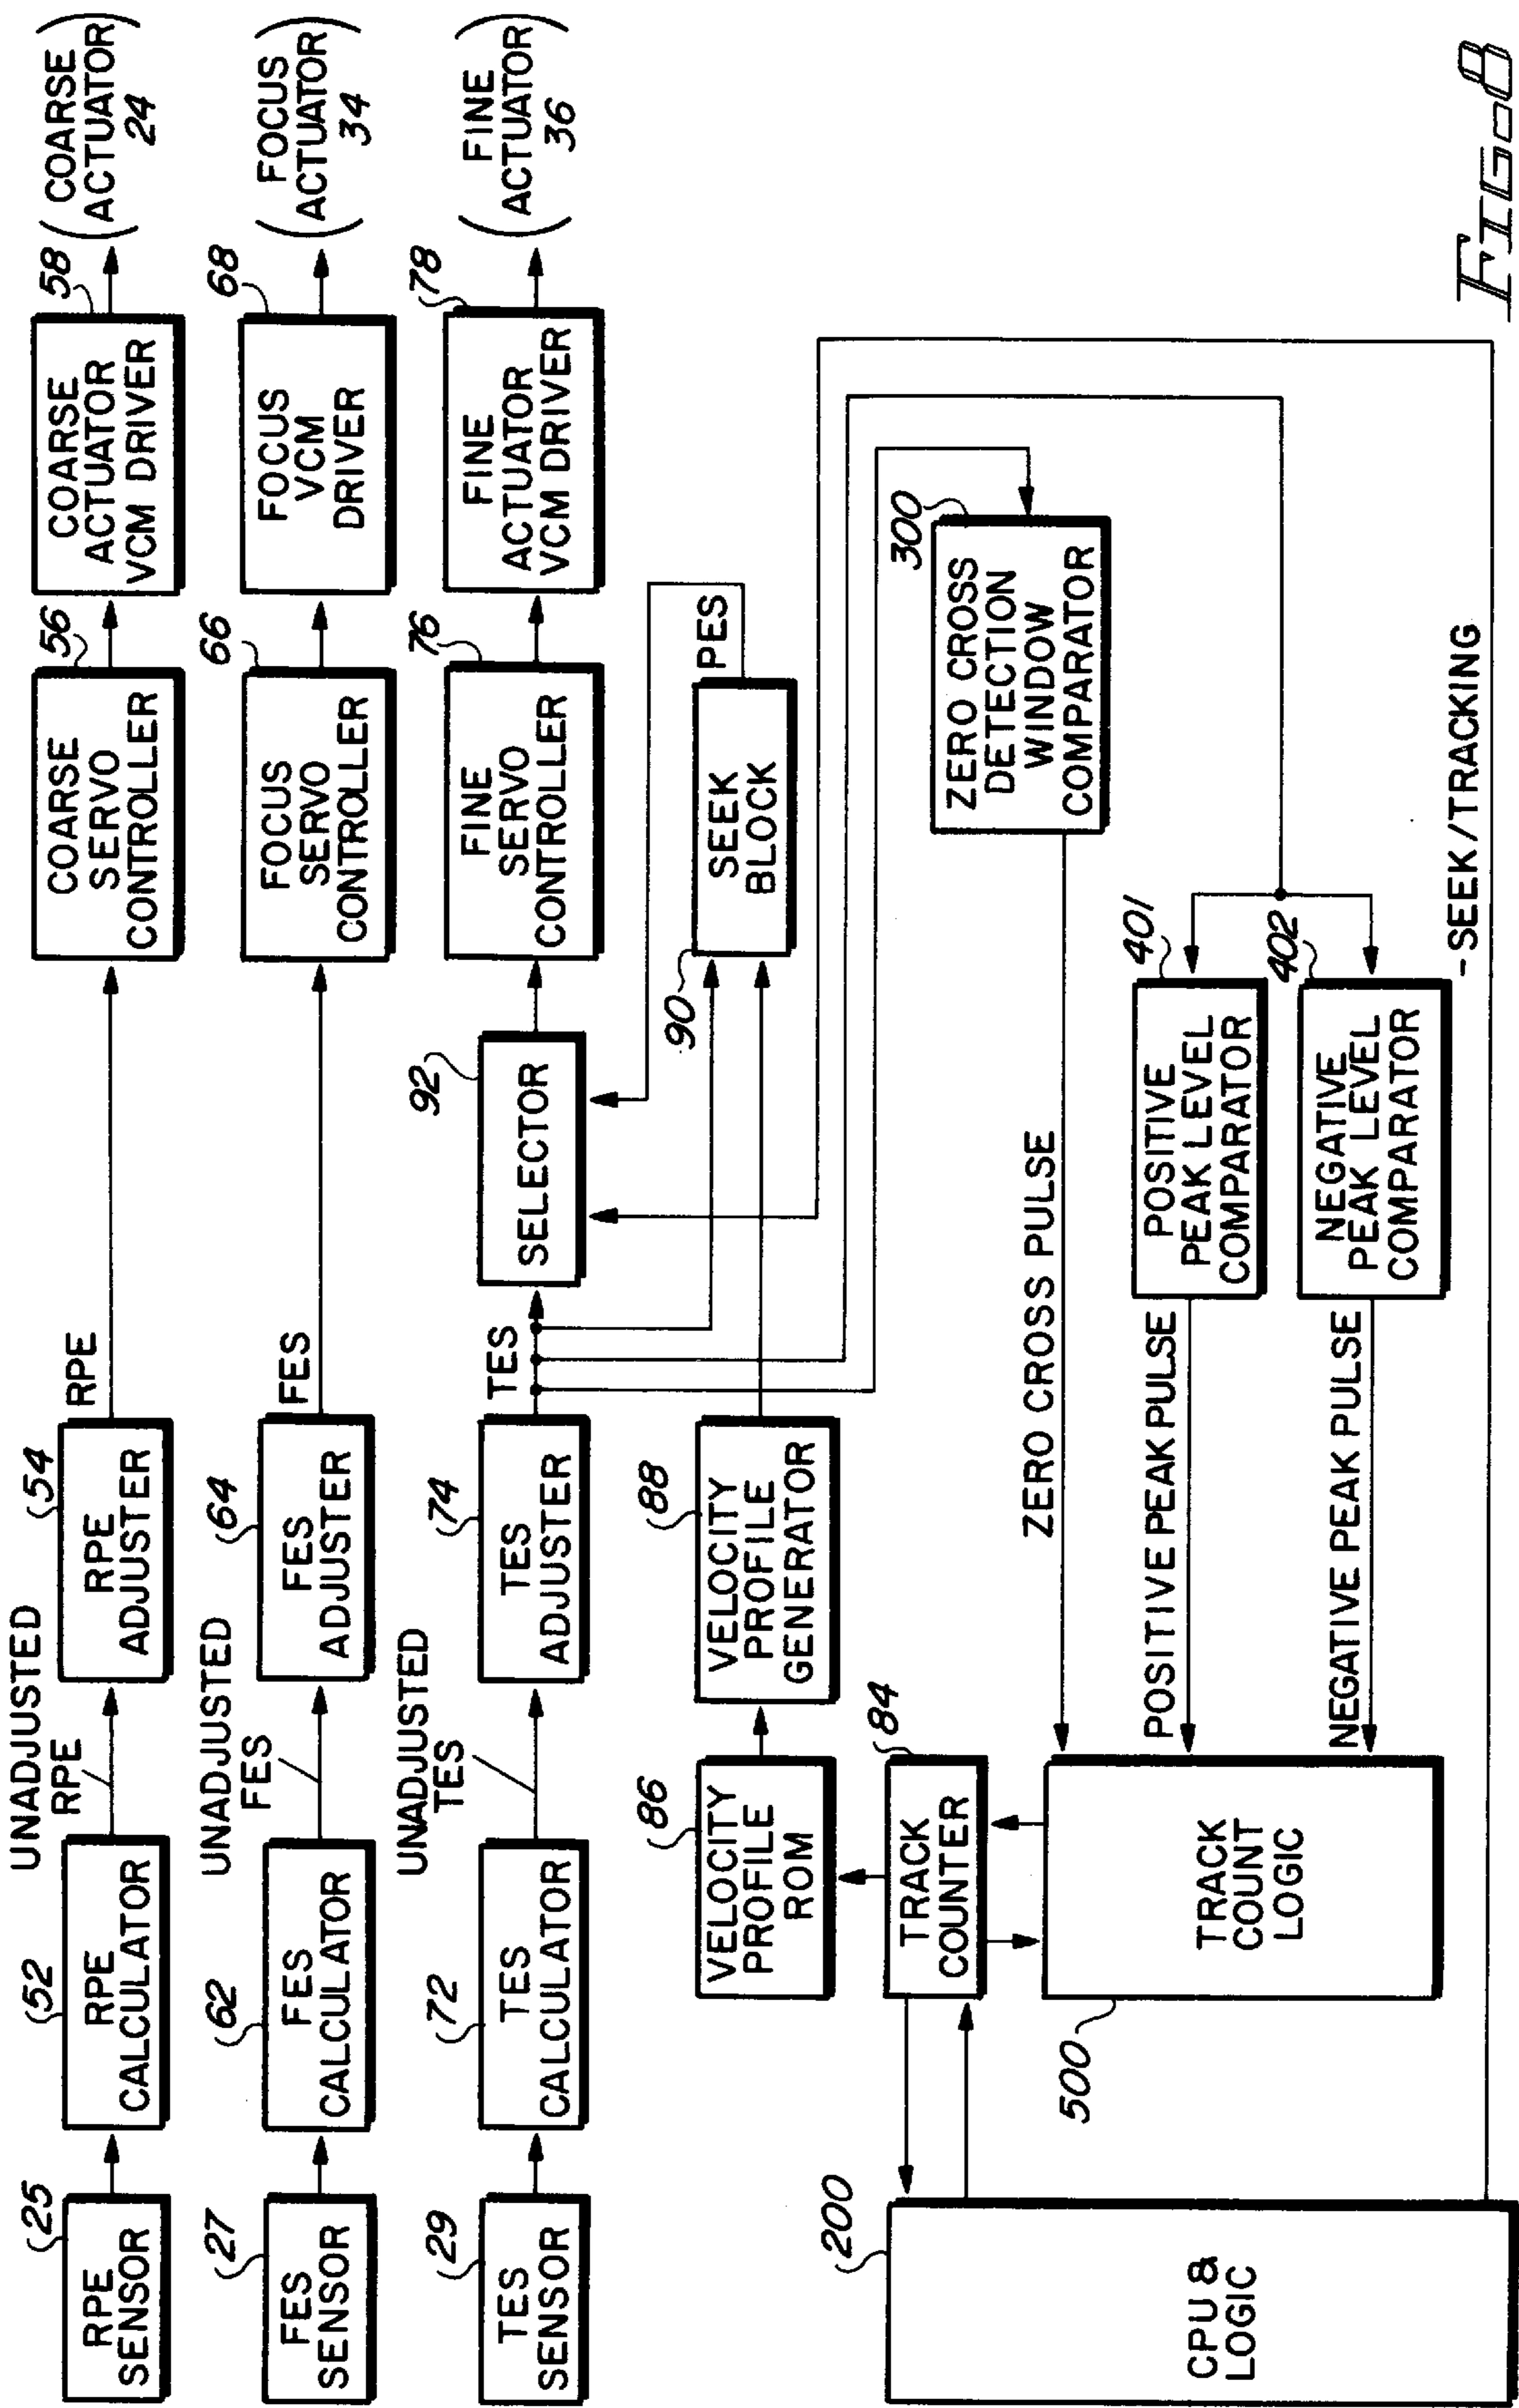 25
RPE
SENSOR
52
RPE
CALCULATOR
UNADJUSTED
RPE
54
RPE
ADJUSTER
RPE
56
COARSE
SERVO
CONTROLLER
58
COARSE
ACTUATOR
VCM DRIVER
(COARSE
ACTUATOR)
24
27
FES
SENSOR
62
FES
CALCULATOR
UNADJUSTED
FES
64
FES
ADJUSTER
FES
66
FOCUS
SERVO
CONTROLLER
68
FOCUS
VCM
DRIVER
(FOCUS
ACTUATOR)
34
29
TES
SENSOR
72
TES
CALCULATOR
UNADJUSTED
TES
74
TES
ADJUSTER
TES
92
SELECTOR
76
FINE
SERVO
CONTROLLER
78
FINE
ACTUATOR
VCM DRIVER
(FINE
ACTUATOR)
36
86
VELOCITY
PROFILE
ROM
88
VELOCITY
PROFILE
GENERATOR
90
SEEK
BLOCK
PES
84
TRACK
COUNTER
300
ZERO CROSS
DETECTION
WINDOW
COMPARATOR
ZERO CROSS PULSE
200
CPU &
LOGIC
500
TRACK
COUNT
LOGIC
POSITIVE PEAK PULSE
401
POSITIVE
PEAK LEVEL
COMPARATOR
NEGATIVE PEAK PULSE
402
NEGATIVE
PEAK LEVEL
COMPARATOR
-SEEK/TRACKING
FIG-8